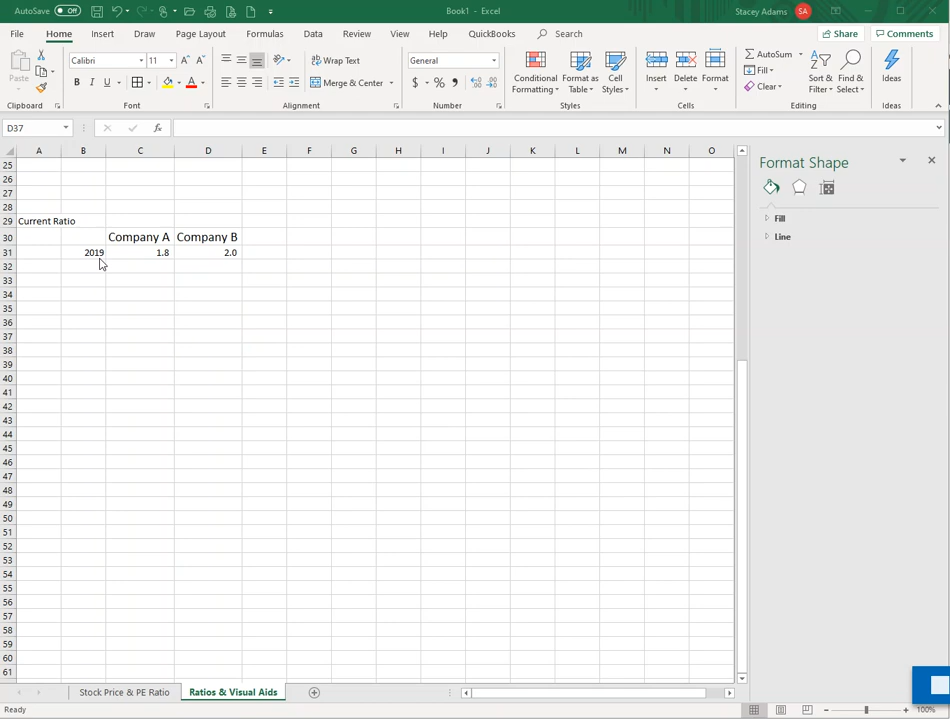 AutoSave Off Book1 - Excel Stacey Adams SA
File Home Insert Draw Page Layout Formulas Data Review View Help QuickBooks Search Share Comments
Paste Calibri 11 A A Wrap Text General AutoSum
B I U A Merge & Center $ % Conditional Formatting Format as Table Cell Styles Insert Delete Format Fill Clear Sort & Filter Find & Select Ideas
Clipboard Font Alignment Number Styles Cells Editing Ideas
D37 fx
A B C D E F G H I J K L M N O
Format Shape
Fill
Line
25
26
27
28
29 Current Ratio
30 Company A Company B
31 2019 1.8 2.0
32
33
34
35
36
37
38
39
40
41
42
43
44
45
46
47
48
49
50
51
52
53
54
55
56
57
58
59
60
61
Stock Price & PE Ratio Ratios & Visual Aids
Ready 100%